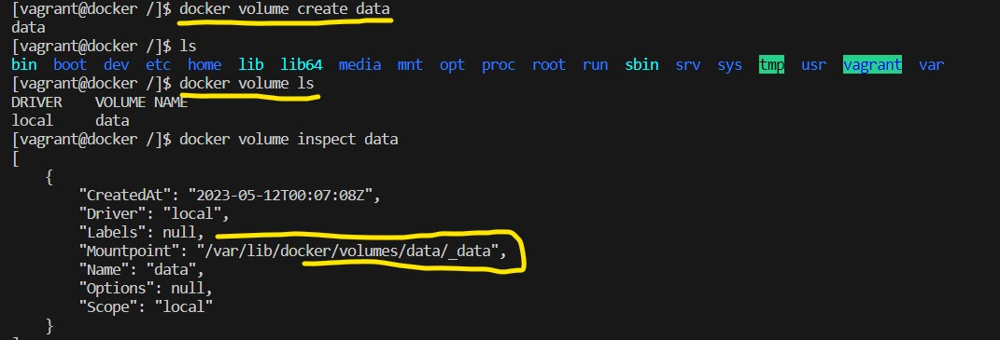 [vagrant@docker /]$ docker volume create data
data
[vagrant@docker /]$ ls
bin boot dev etc home lib lib64 media mnt opt proc root run sbin srv sys tmp usr vagrant var
[vagrant@docker /]$ docker volume ls
DRIVER VOLUME NAME
local data
[vagrant@docker /]$ docker volume inspect data
[
{
"CreatedAt": "2023-05-12T00:07:08Z",
"Driver": "local",
"Labels": null,
"Mountpoint": "/var/lib/docker/volumes/data/_data",
"Name": "data",
"Options": null,
"Scope": "local"
}